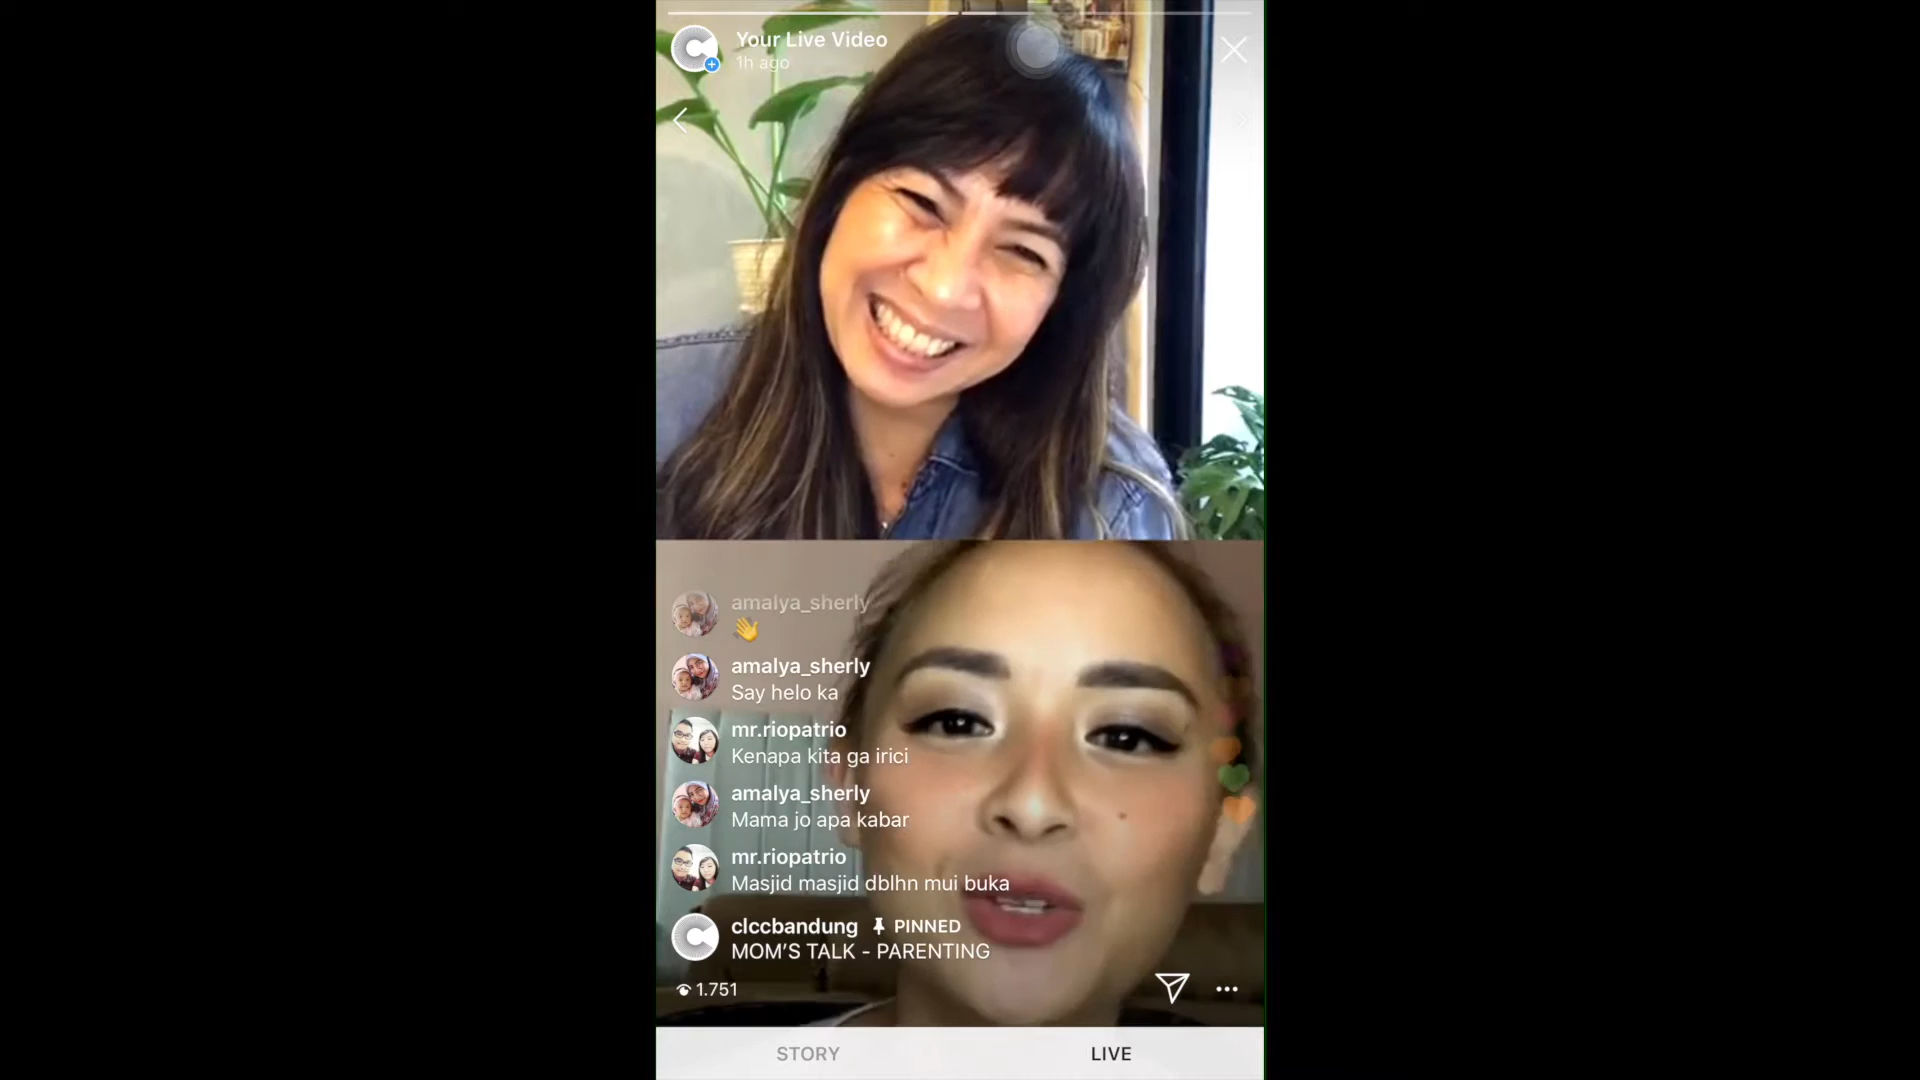 Your Live Video
1h ago
amalya_sherly
👋
amalya_sherly
Say helo ka
mr.riopatrio
Kenapa kita ga irici
amalya_sherly
Mama jo apa kabar
mr.riopatrio
Masjid masjid dblhn mui buka
clccbandung PINNED
MOM’S TALK - PARENTING
1.751
STORY
LIVE